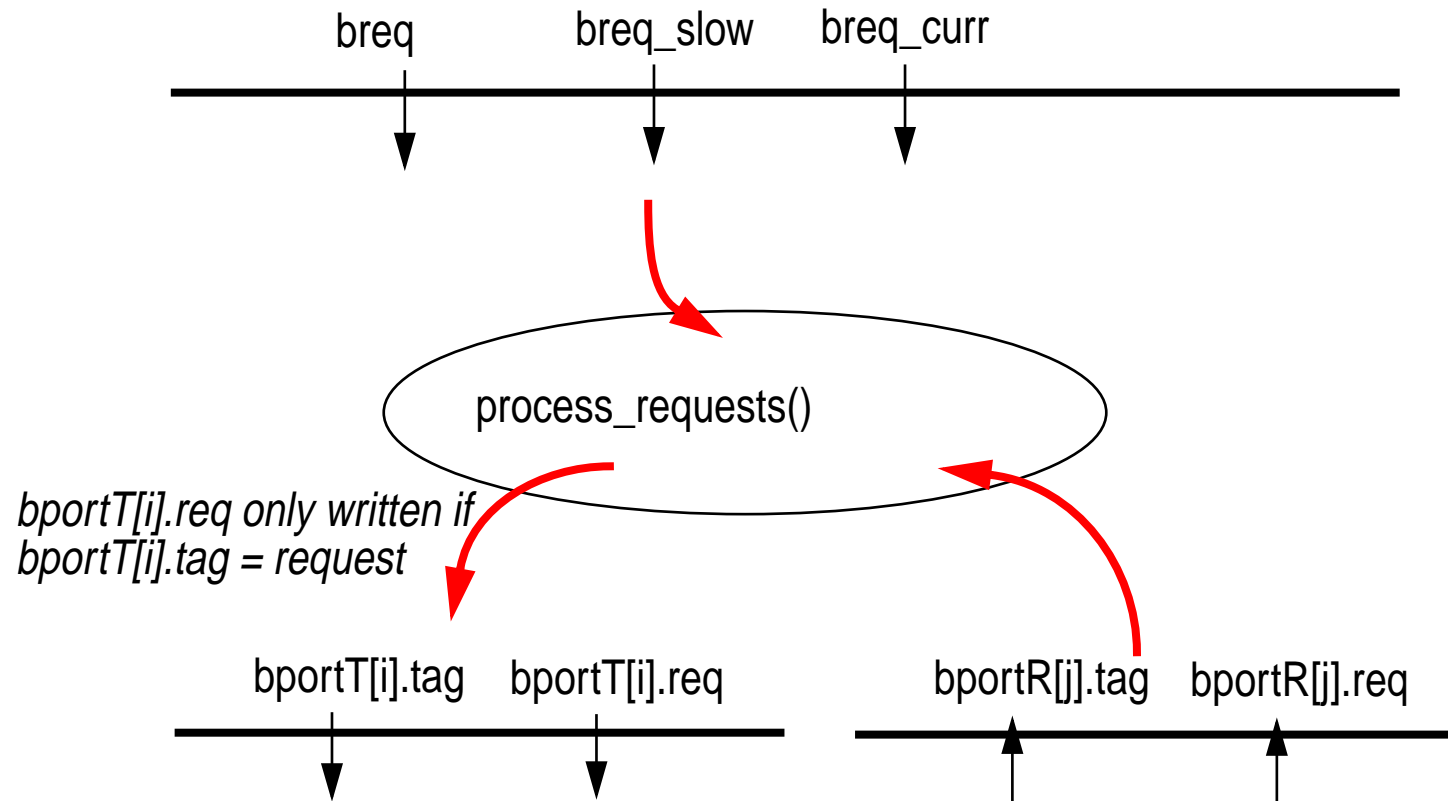 breq breq_slow breq_curr
process_requests()
bportT[i].req only written if
bportT[i].tag = request
bportT[i].tag bportT[i].req bportR[j].tag bportR[j].req